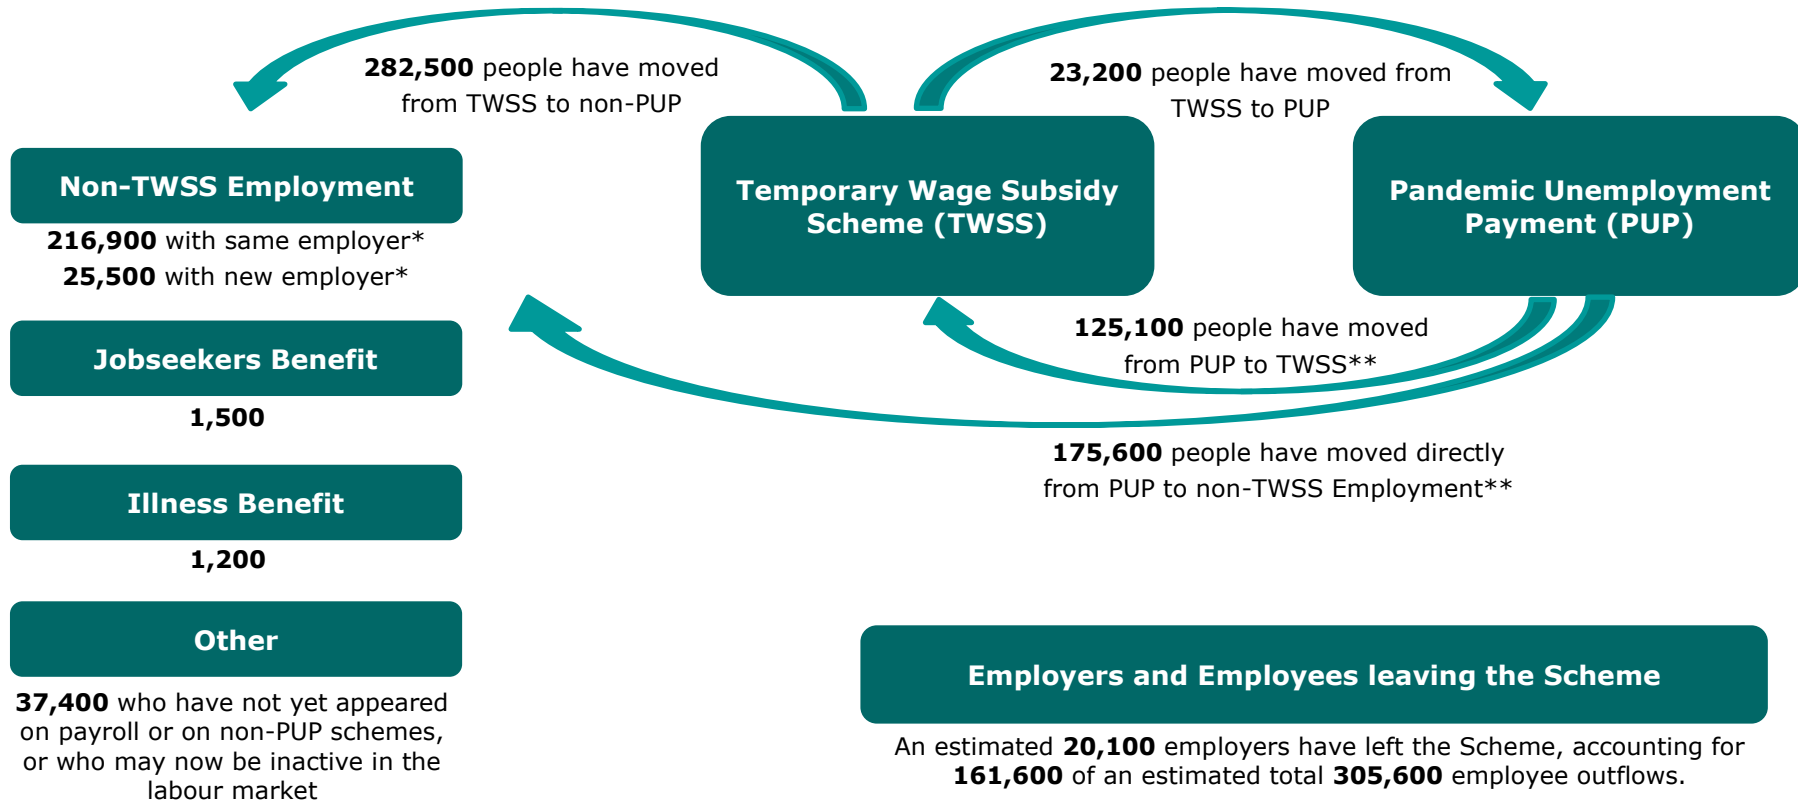 282,500 people have moved
from TWSS to non-PUP
23,200 people have moved from
TWSS to PUP
Non-TWSS Employment
216,900 with same employer*
25,500 with new employer*
Temporary Wage Subsidy
Scheme (TWSS)
Pandemic Unemployment
Payment (PUP)
Jobseekers Benefit
1,500
125,100 people have moved
from PUP to TWSS**
175,600 people have moved directly
from PUP to non-TWSS Employment**
Illness Benefit
1,200
Other
37,400 who have not yet appeared
on payroll or on non-PUP schemes,
or who may now be inactive in the
labour market
Employers and Employees leaving the Scheme
An estimated 20,100 employers have left the Scheme, accounting for
161,600 of an estimated total 305,600 employee outflows.